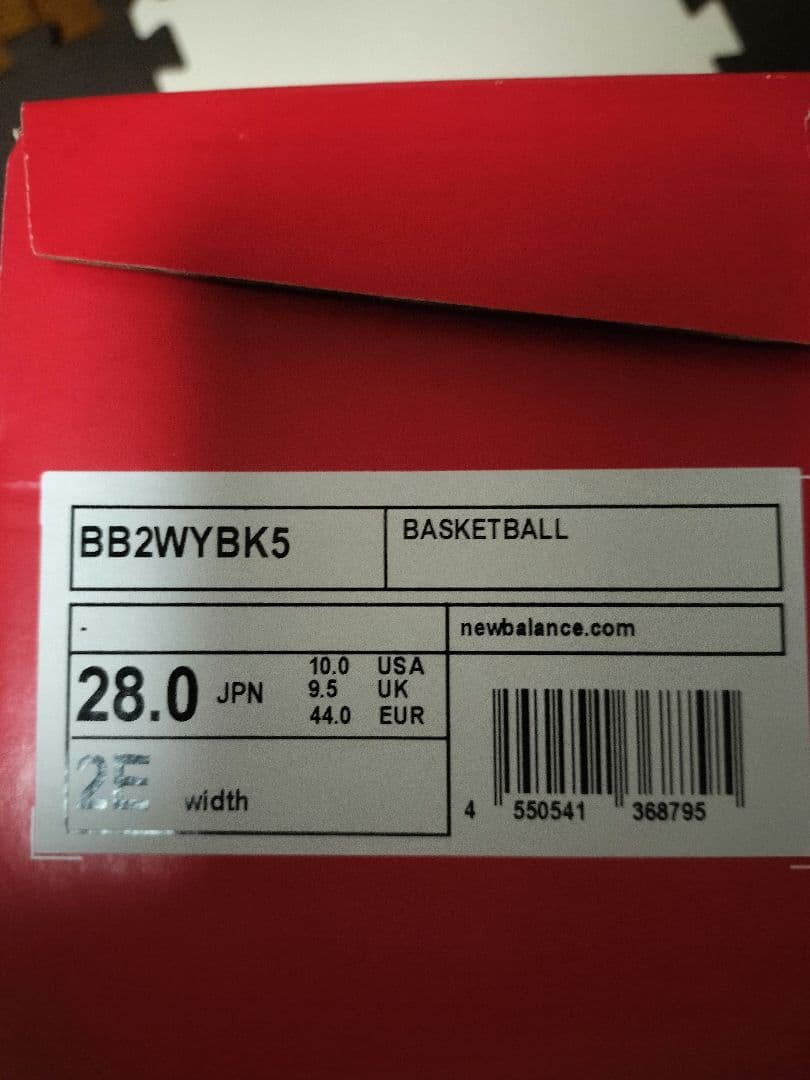 BB2WYBK5
BASKETBALL
-
newbalance.com
28.0 JPN
10.0 USA
9.5 UK
44.0 EUR
2E width
4 550541 368795